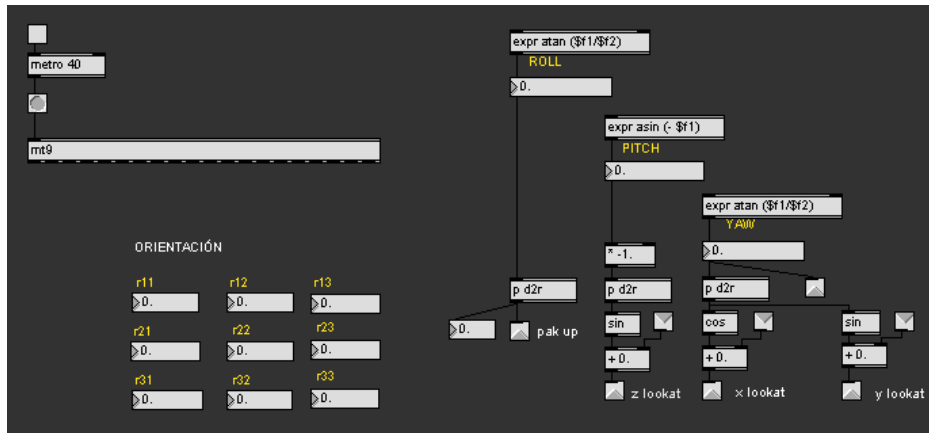 metro 40
mt9
ORIENTACIÓN
r11 r12 r13
0. 0. 0.
r21 r22 r23
0. 0. 0.
r31 r32 r33
0. 0. 0.
expr atan ($f1/$f2)
ROLL
0.
p d2r
0.
pak up
expr asin (- $f1)
PITCH
0.
* -1.
p d2r
sin
+ 0.
z lookat
expr atan ($f1/$f2)
YAW
0.
p d2r
cos
+ 0.
x lookat
sin
+ 0.
y lookat